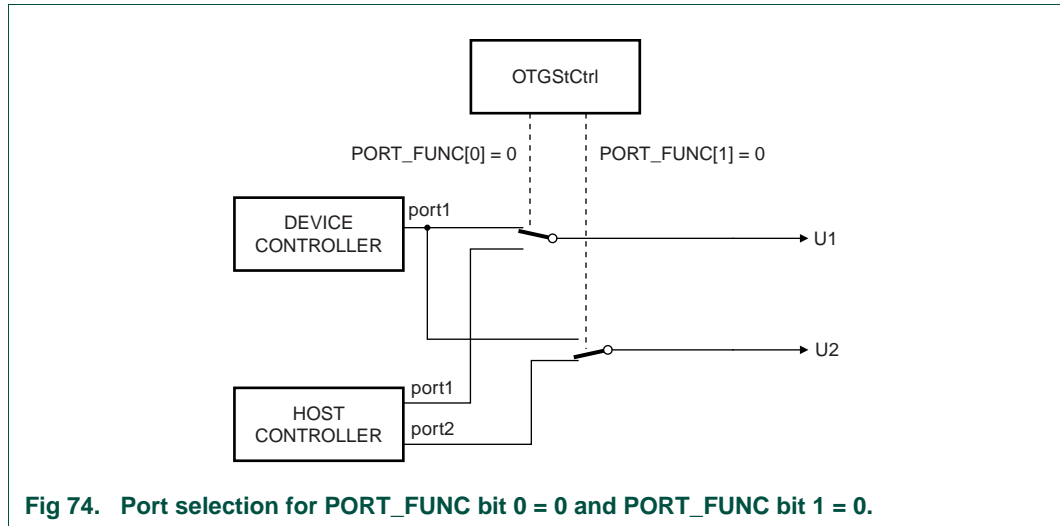 OTGStCtrl
PORT_FUNC[0] = 0
PORT_FUNC[1] = 0
port1
DEVICE
CONTROLLER
U1
U2
port1
HOST
CONTROLLER
port2
Fig 74. Port selection for PORT_FUNC bit 0 = 0 and PORT_FUNC bit 1 = 0.